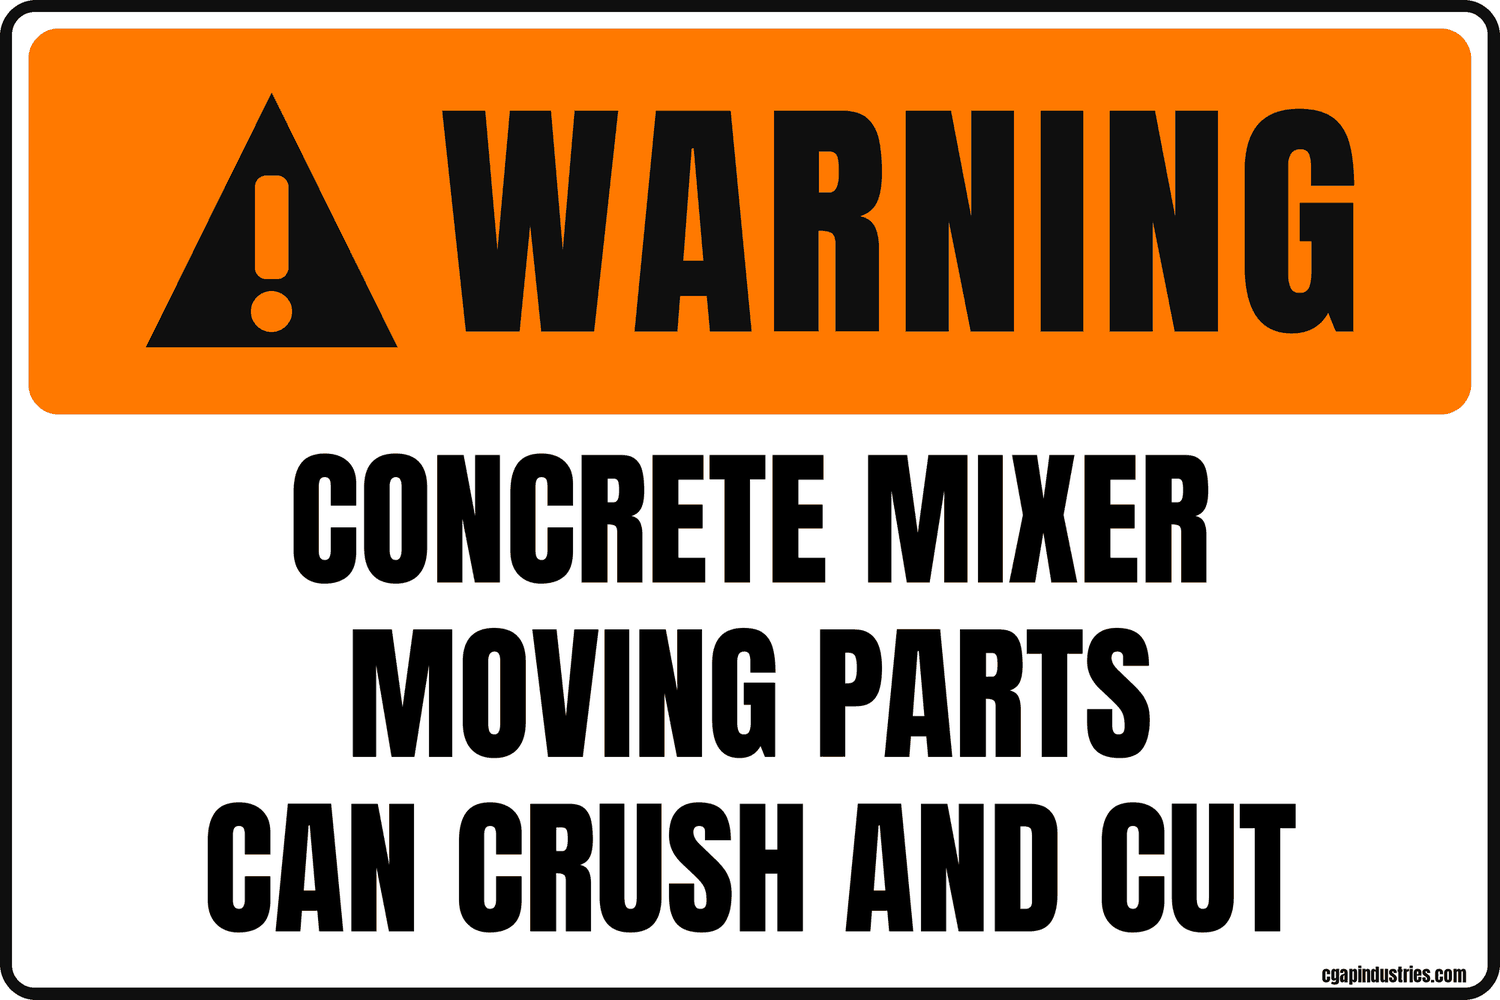 WARNING
CONCRETE MIXER
MOVING PARTS
CAN CRUSH AND CUT
cgapindustries.com